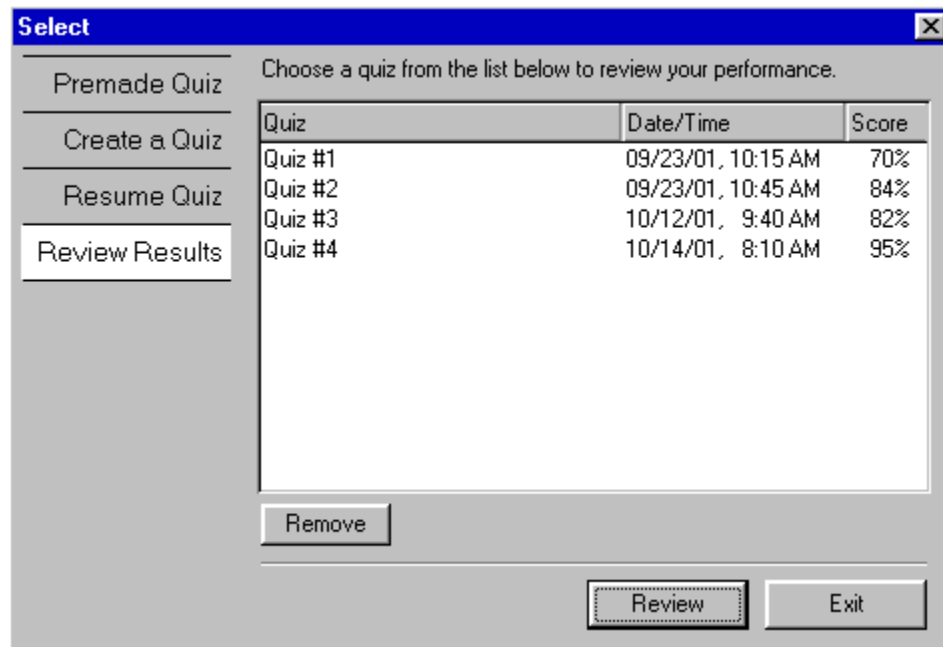 Select
Premade Quiz
Create a Quiz
Resume Quiz
Review Results
Choose a quiz from the list below to review your performance.
Quiz Date/Time Score
Quiz #1 09/23/01, 10:15 AM 70%
Quiz #2 09/23/01, 10:45 AM 84%
Quiz #3 10/12/01, 9:40 AM 82%
Quiz #4 10/14/01, 8:10 AM 95%
Remove
Review Exit